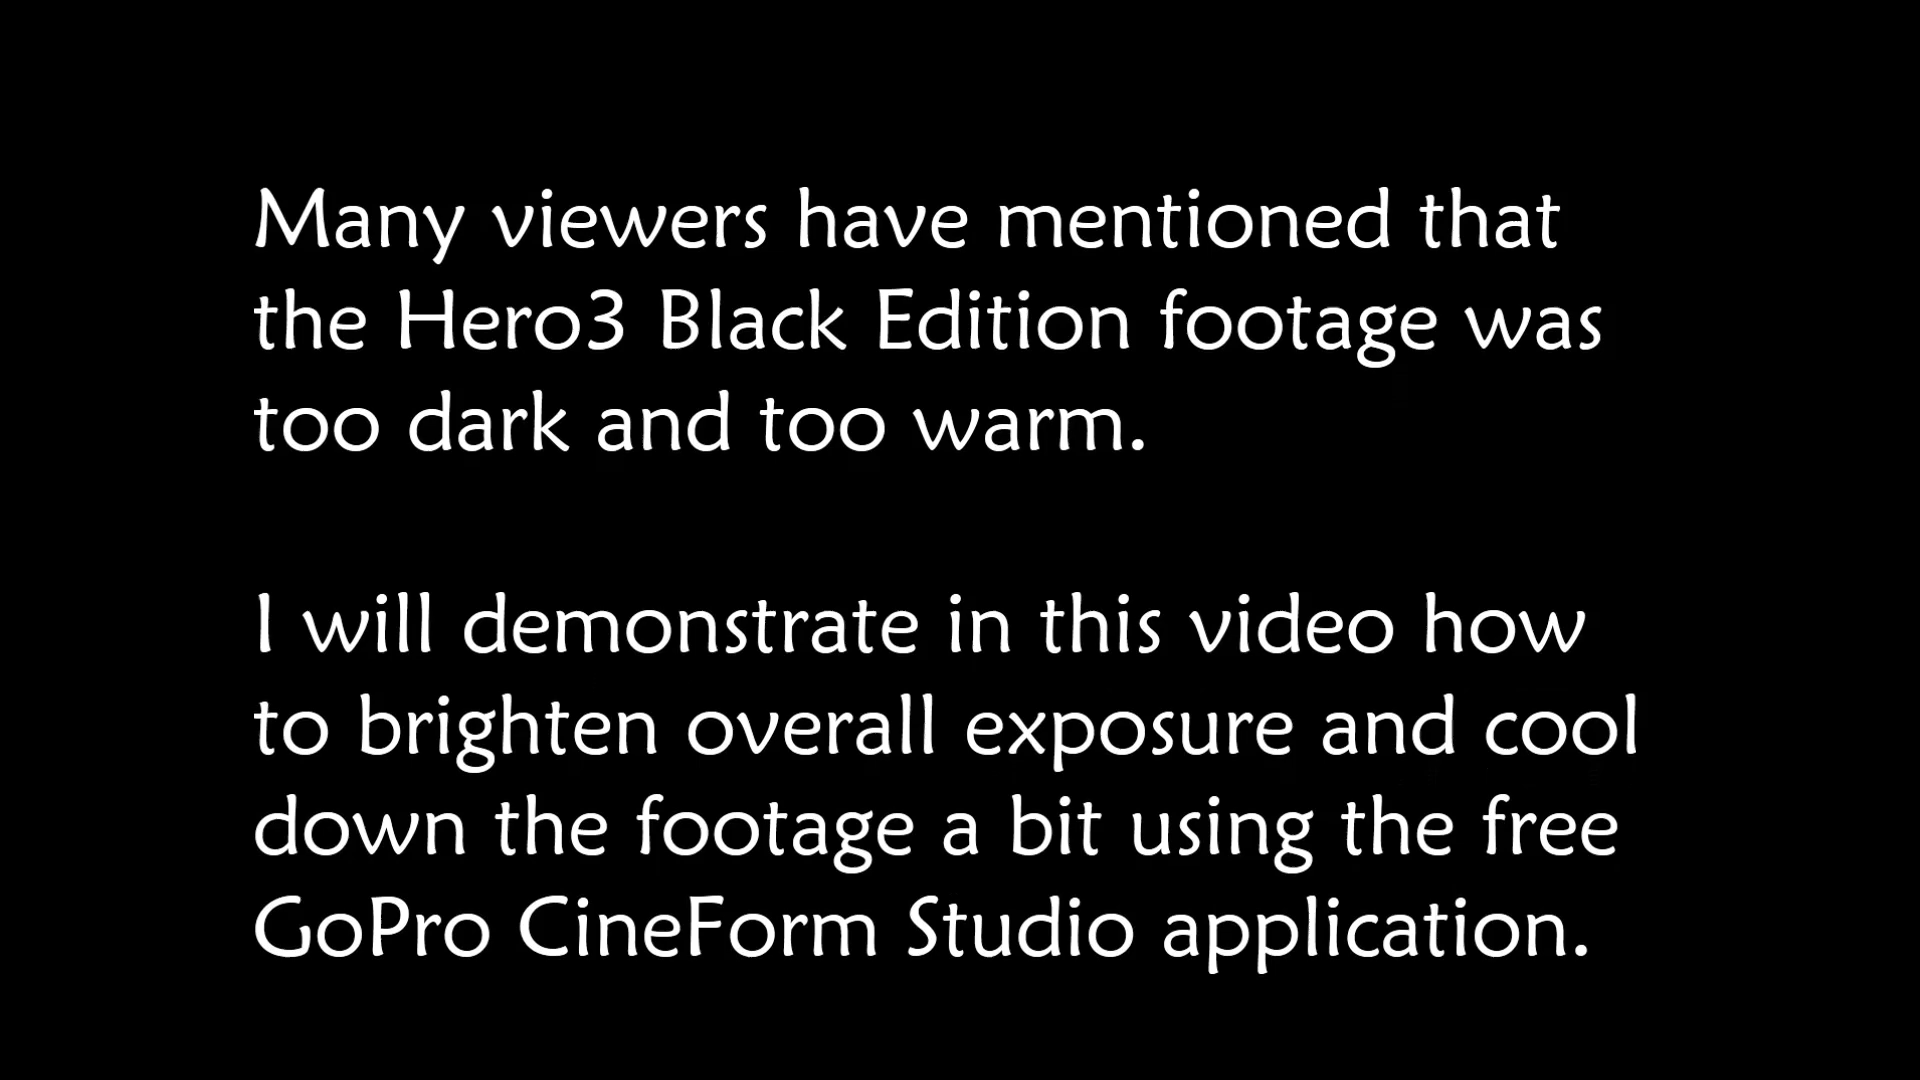 Many viewers have mentioned that
the Hero3 Black Edition footage was
too dark and too warm.
I will demonstrate in this video how
to brighten overall exposure and cool
down the footage a bit using the free
GoPro CineForm Studio application.